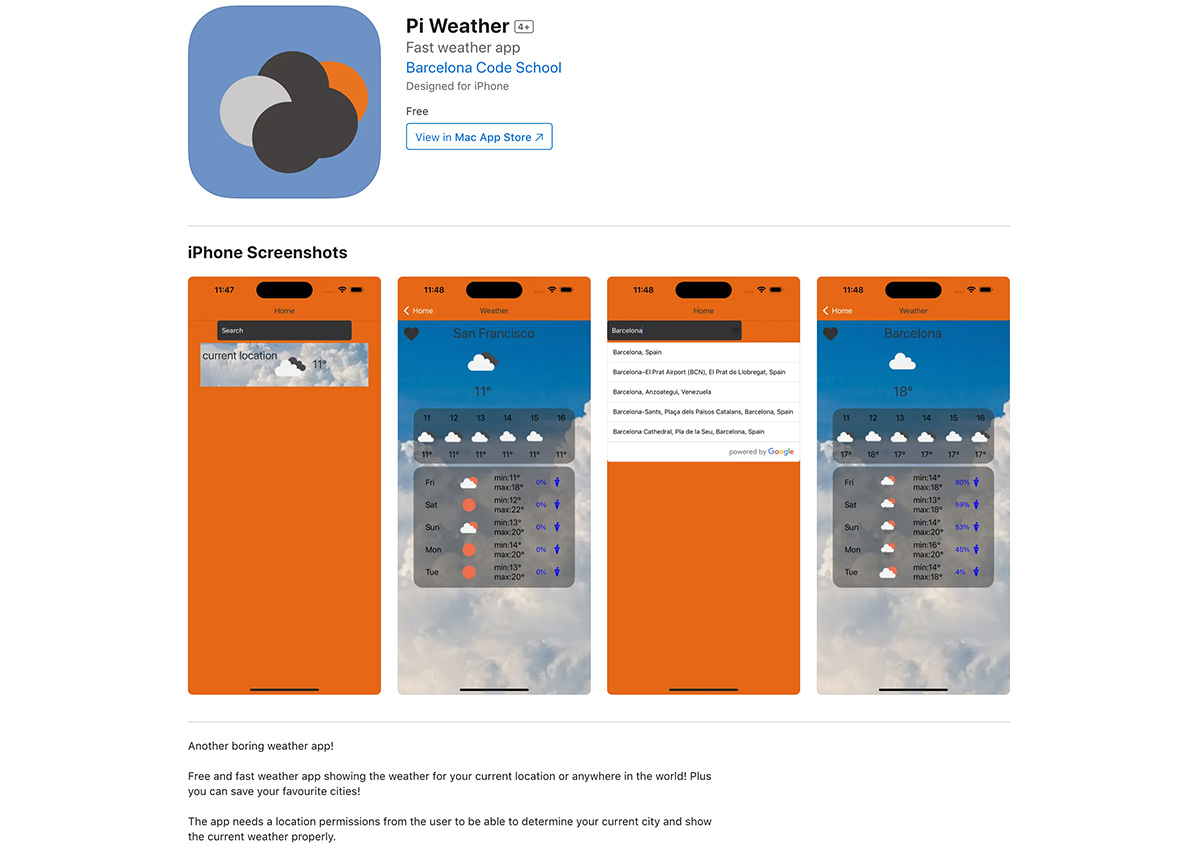 Pi Weather 4+
Fast weather app
Barcelona Code School
Designed for iPhone
Free
View in Mac App Store ↗
iPhone Screenshots
11:47
Home
Search
current location
11°
11:48
Home
Weather
San Francisco
11°
11 12 13 14 15 16
11° 11° 11° 11° 11° 11°
Fri min:11° max:18° 0%
Sat min:12° max:22° 0%
Sun min:13° max:20° 0%
Mon min:14° max:20° 0%
Tue min:13° max:20° 0%
11:48
Home
Barcelona
Barcelona, Spain
Barcelona–El Prat Airport (BCN), El Prat de Llobregat, Spain
Barcelona, Anzoategui, Venezuela
Barcelona-Sants, Plaça dels Països Catalans, Barcelona, Spain
Barcelona Cathedral, Pla de la Seu, Barcelona, Spain
powered by Google
11:48
Home
Weather
Barcelona
18°
11 12 13 14 15 16
17° 18° 17° 17° 17° 17°
Fri min:14° max:18° 80%
Sat min:13° max:18° 59%
Sun min:14° max:20° 53%
Mon min:16° max:20° 45%
Tue min:14° max:18° 4%
Another boring weather app!
Free and fast weather app showing the weather for your current location or anywhere in the world! Plus
you can save your favourite cities!
The app needs a location permissions from the user to be able to determine your current city and show
the current weather properly.